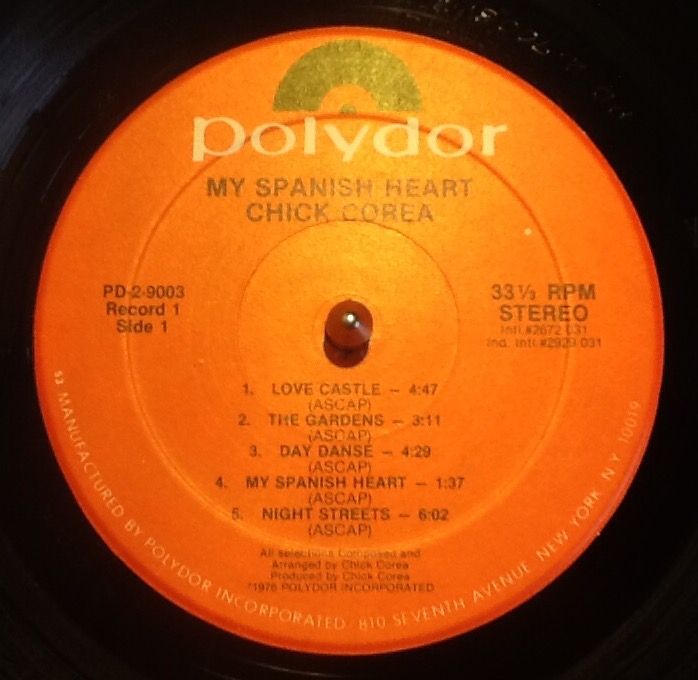 polydor
MY SPANISH HEART
CHICK COREA
PD-2-9003
Record 1
Side 1
33⅓ RPM
STEREO
Intl.#2672 031
Ind. Intl.#2929 031
1. LOVE CASTLE — 4:47
(ASCAP)
2. THE GARDENS — 3:11
(ASCAP)
3. DAY DANSE — 4:29
(ASCAP)
4. MY SPANISH HEART — 1:37
(ASCAP)
5. NIGHT STREETS — 6:02
(ASCAP)
All selections Composed and
Arranged by Chick Corea
Produced by Chick Corea
1976 POLYDOR INCORPORATED
53 MANUFACTURED BY POLYDOR INCORPORATED/ 810 SEVENTH AVENUE NEW YORK N.Y. 10019